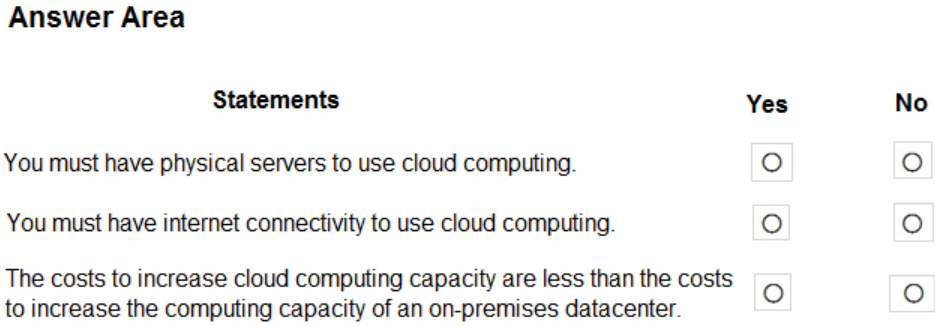 Answer Area
Statements Yes No
You must have physical servers to use cloud computing.
You must have internet connectivity to use cloud computing.
The costs to increase cloud computing capacity are less than the costs
to increase the computing capacity of an on-premises datacenter.